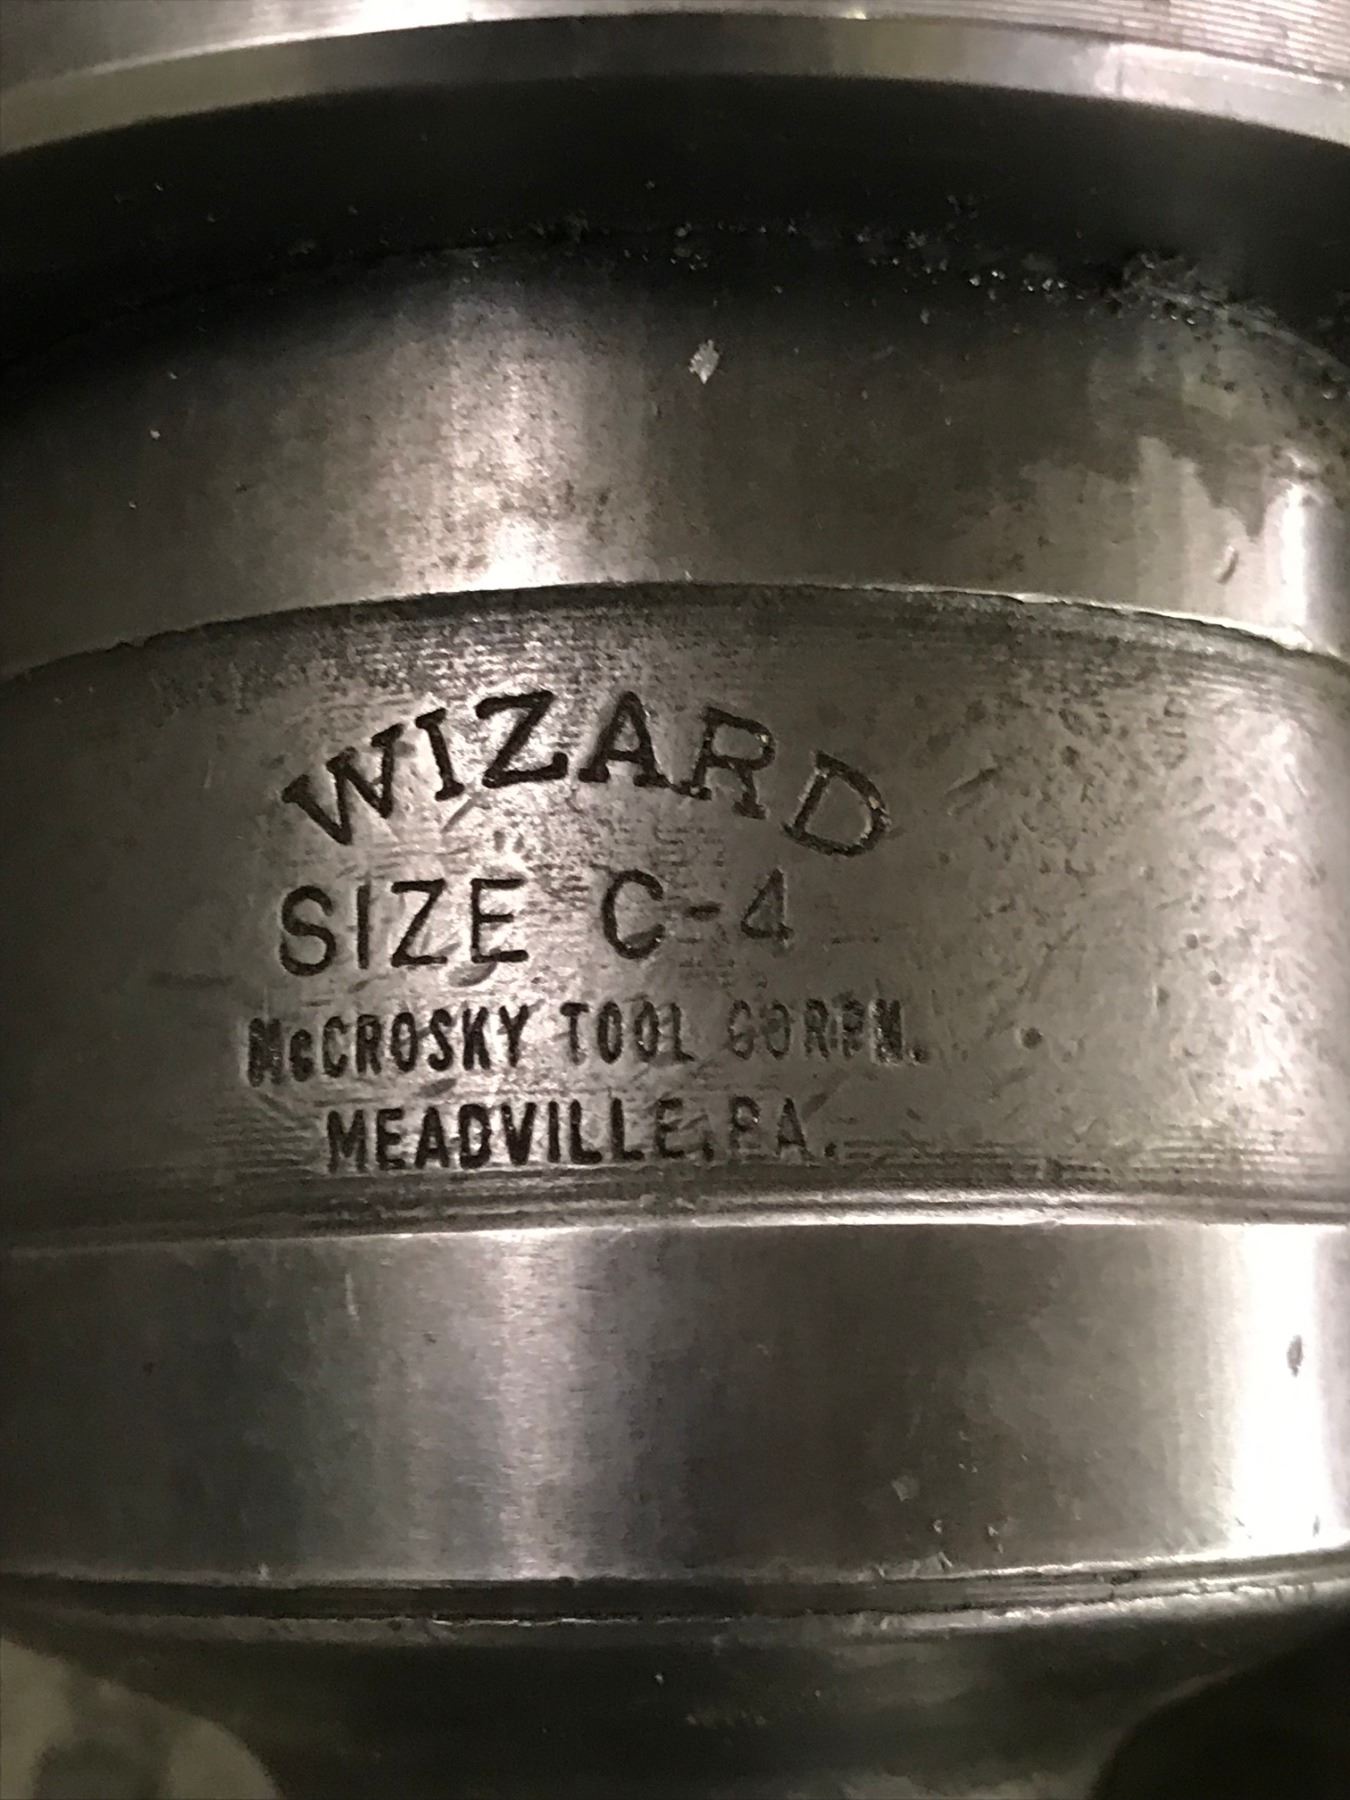 WIZARD
SIZE C-4
McCROSKY TOOL CORPN.
MEADVILLE, PA.